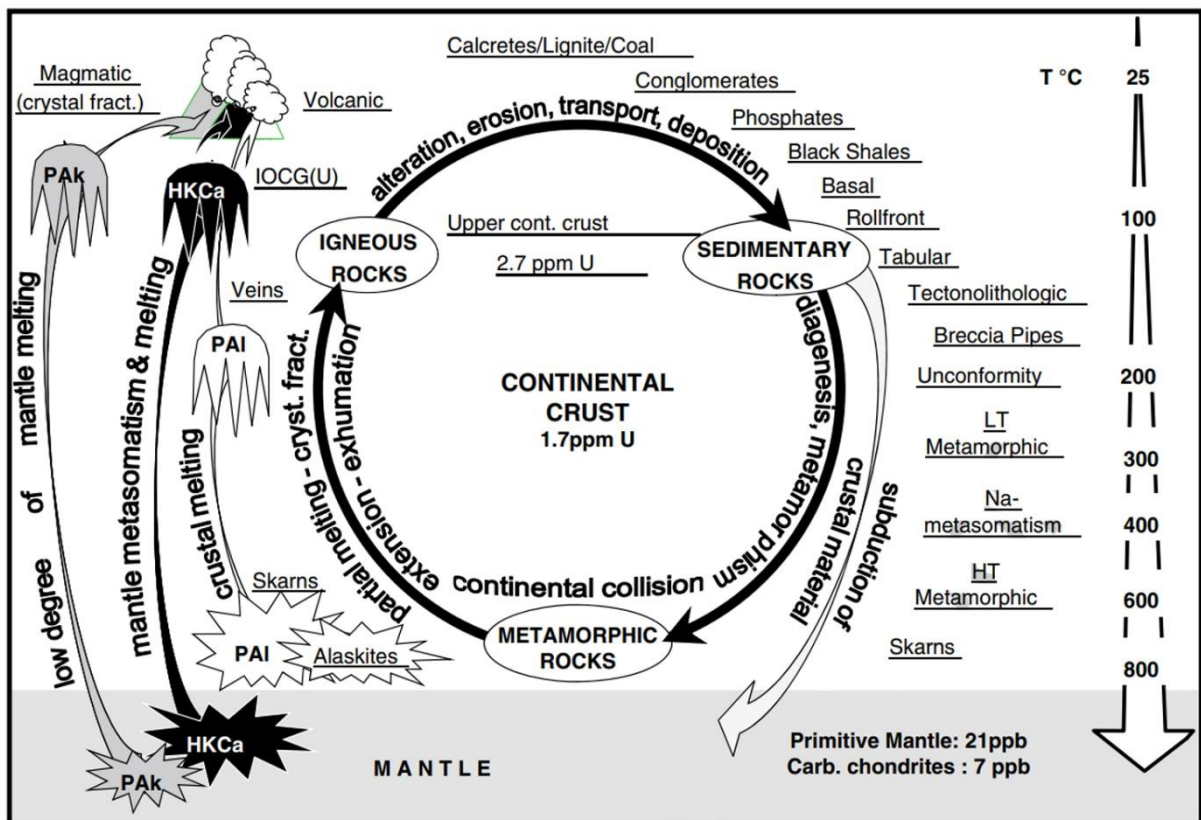 Calcretes/Lignite/Coal
Magmatic
(crystal fract.)
Volcanic
Conglomerates
T °C
25
alteration, erosion, transport, deposition
Phosphates
Black Shales
PAk
HKCa
IOCG(U)
Basal
Upper cont. crust
Rollfront
100
IGNEOUS
ROCKS
SEDIMENTARY
ROCKS
2.7 ppm U
Tabular
Veins
Tectonolithologic
PAl
Breccia Pipes
CONTINENTAL
CRUST
1.7ppm U
Unconformity
200
low degree of mantle melting
mantle metasomatism & melting
crustal melting
partial melting - cryst. fract.
extension - exhumation
continental collision
diagenesis, metamorphism
subduction of
crustal material
LT
Metamorphic
300
Na-
metasomatism
400
HT
Metamorphic
600
Skarns
PAl
Alaskites
METAMORPHIC
ROCKS
Skarns
800
HKCa
PAk
MANTLE
Primitive Mantle: 21ppb
Carb. chondrites : 7 ppb